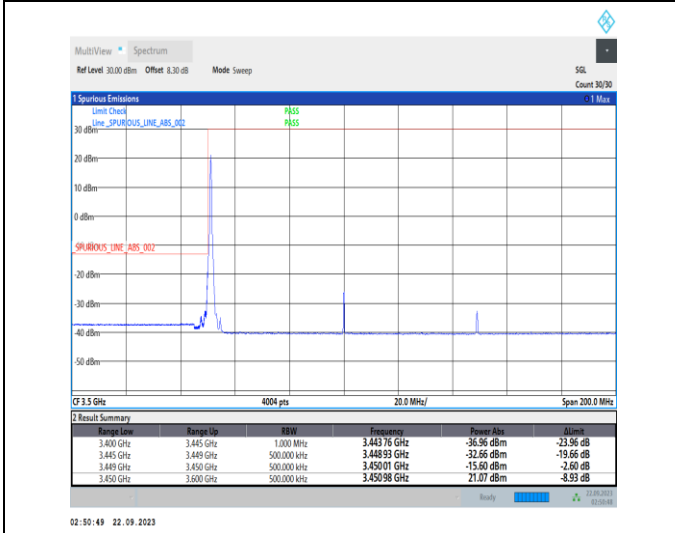 MultiView Spectrum
Ref Level 30.00 dBm Offset 8.30 dB Mode Sweep SGL
Count 30/30
1 Spurious Emissions 1 Max
Limit Check PASS
Line _SPURIOUS_LINE_ABS_002 PASS
30 dBm
20 dBm
10 dBm
0 dBm
_SPURIOUS_LINE_ABS_002
-20 dBm
-30 dBm
-40 dBm
-50 dBm
CF 3.5 GHz 4004 pts 20.0 MHz/ Span 200.0 MHz
2 Result Summary
Range Low Range Up RBW Frequency Power Abs ΔLimit
3.400 GHz 3.445 GHz 1.000 MHz 3.44376 GHz -36.96 dBm -23.96 dB
3.445 GHz 3.449 GHz 500.000 kHz 3.44893 GHz -32.66 dBm -19.66 dB
3.449 GHz 3.450 GHz 500.000 kHz 3.45001 GHz -15.60 dBm -2.60 dB
3.450 GHz 3.600 GHz 500.000 kHz 3.45098 GHz 21.07 dBm -8.93 dB
Ready 22.09.2023
02:50:48
02:50:49 22.09.2023